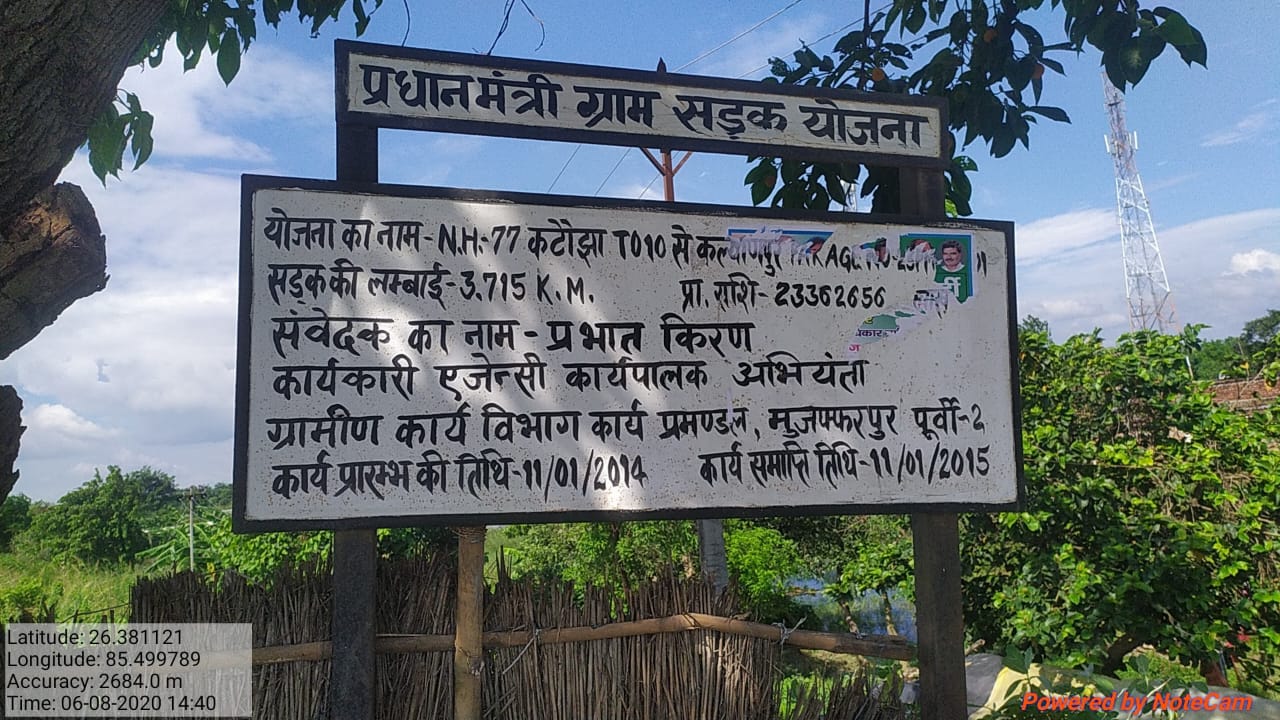 प्रधानमंत्री ग्राम सड़क योजना
योजना का नाम-N.H-77 कटौझा T010 से कल्याणपुर
सड़क की लम्बाई-3.715 K.M. प्रा. राशि-23362656
संवेदक का नाम-प्रभात किरण
कार्यकारी एजेन्सी कार्यपालक अभियंता
ग्रामीण कार्य विभाग कार्य प्रमण्डल, मुजफ्फरपुर पूर्वी-2
कार्य प्रारम्भ की तिथि-11/01/2014 कार्य समाप्ति तिथि-11/01/2015
Latitude: 26.381121
Longitude: 85.499789
Accuracy: 2684.0 m
Time: 06-08-2020 14:40
Powered by NoteCam